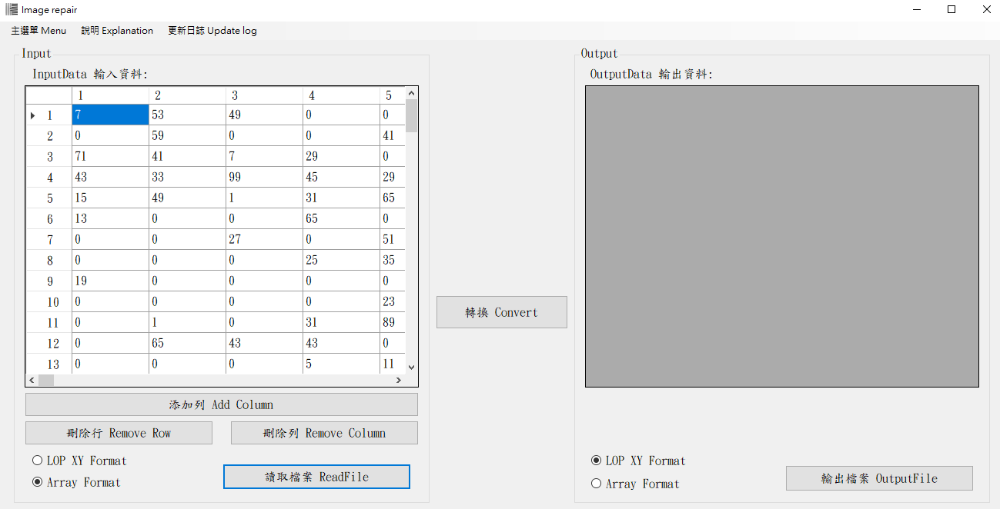 Image repair
主選單 Menu 說明 Explanation 更新日誌 Update log
Input
InputData 輸入資料:
1 2 3 4 5
1 7 53 49 0 0
2 0 59 0 0 41
3 71 41 7 29 0
4 43 33 99 45 29
5 15 49 1 31 65
6 13 0 0 65 0
7 0 0 27 0 51
8 0 0 0 25 35
9 19 0 0 0 0
10 0 0 0 0 23
11 0 1 0 31 89
12 0 65 43 43 0
13 0 0 0 5 11
添加列 Add Column
刪除行 Remove Row
刪除列 Remove Column
LOP XY Format
Array Format
讀取檔案 ReadFile
轉換 Convert
Output
OutputData 輸出資料:
LOP XY Format
Array Format
輸出檔案 OutputFile